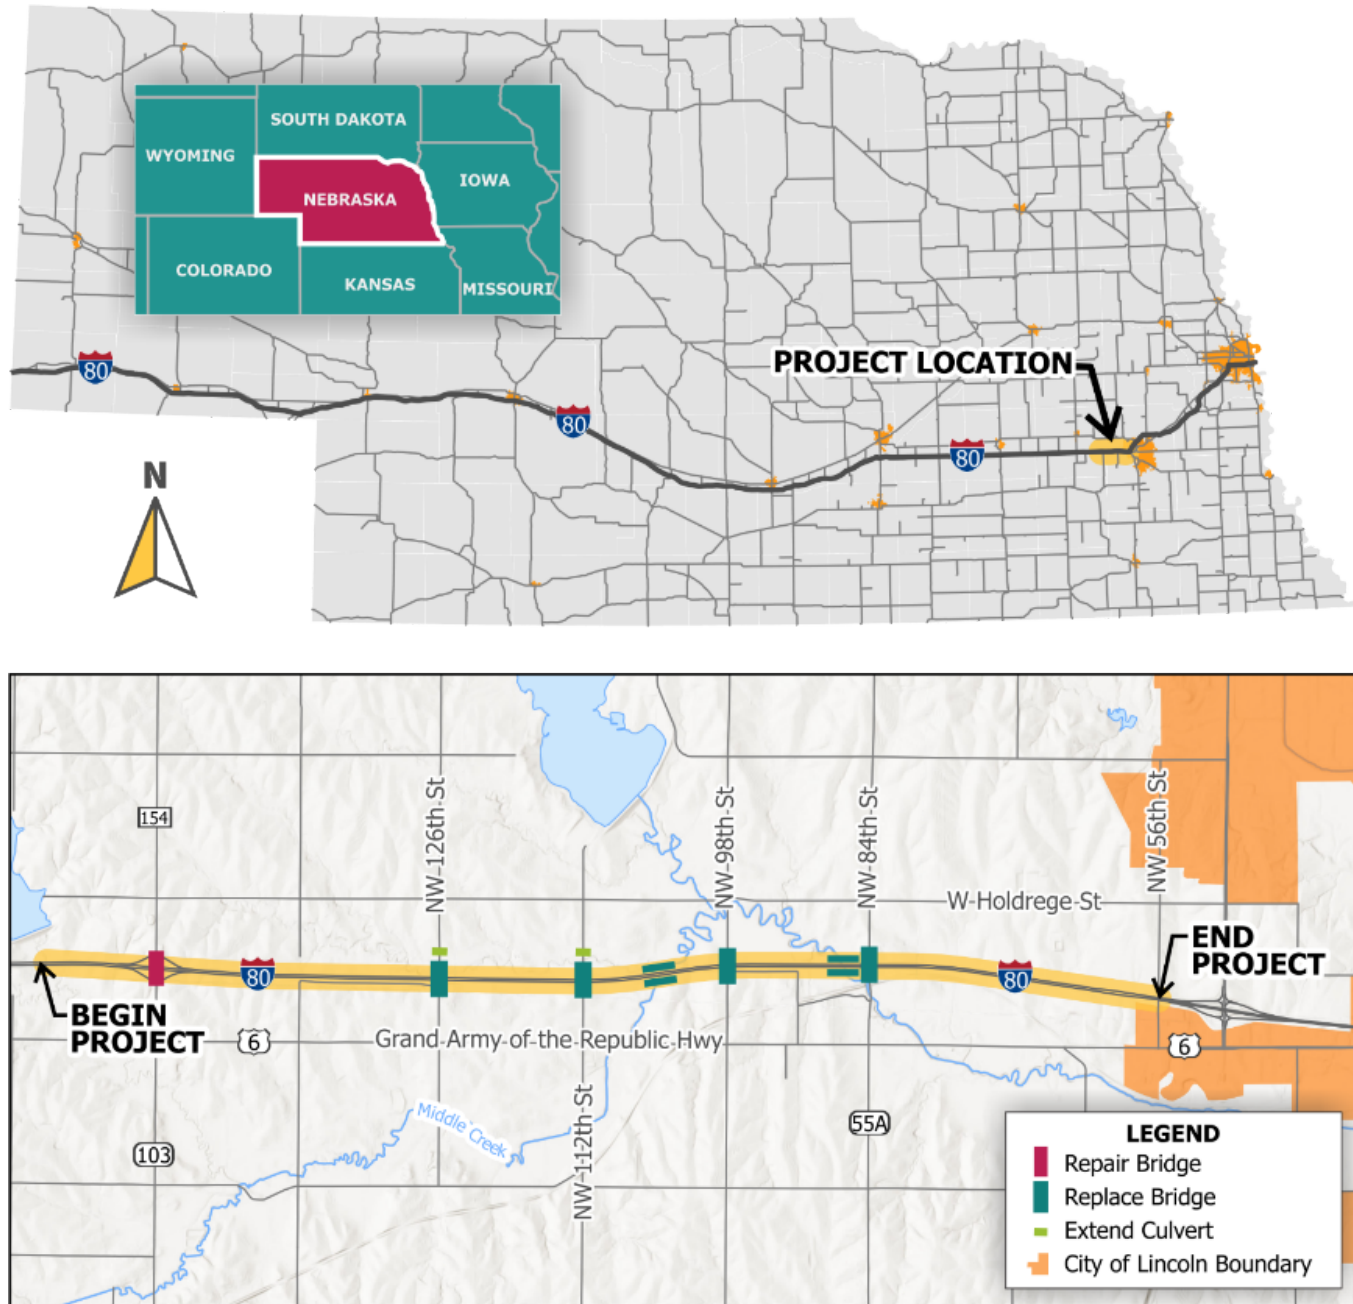 SOUTH DAKOTA
WYOMING
IOWA
NEBRASKA
COLORADO
KANSAS
MISSOURI
PROJECT LOCATION
80
80
80
N
154
NW 126th St
NW 98th St
NW 84th St
NW 56th St
W Holdrege St
80
80
BEGIN
PROJECT
END
PROJECT
6
Grand Army of the Republic Hwy
6
Middle Creek
NW 112th St
103
55A
LEGEND
Repair Bridge
Replace Bridge
Extend Culvert
City of Lincoln Boundary